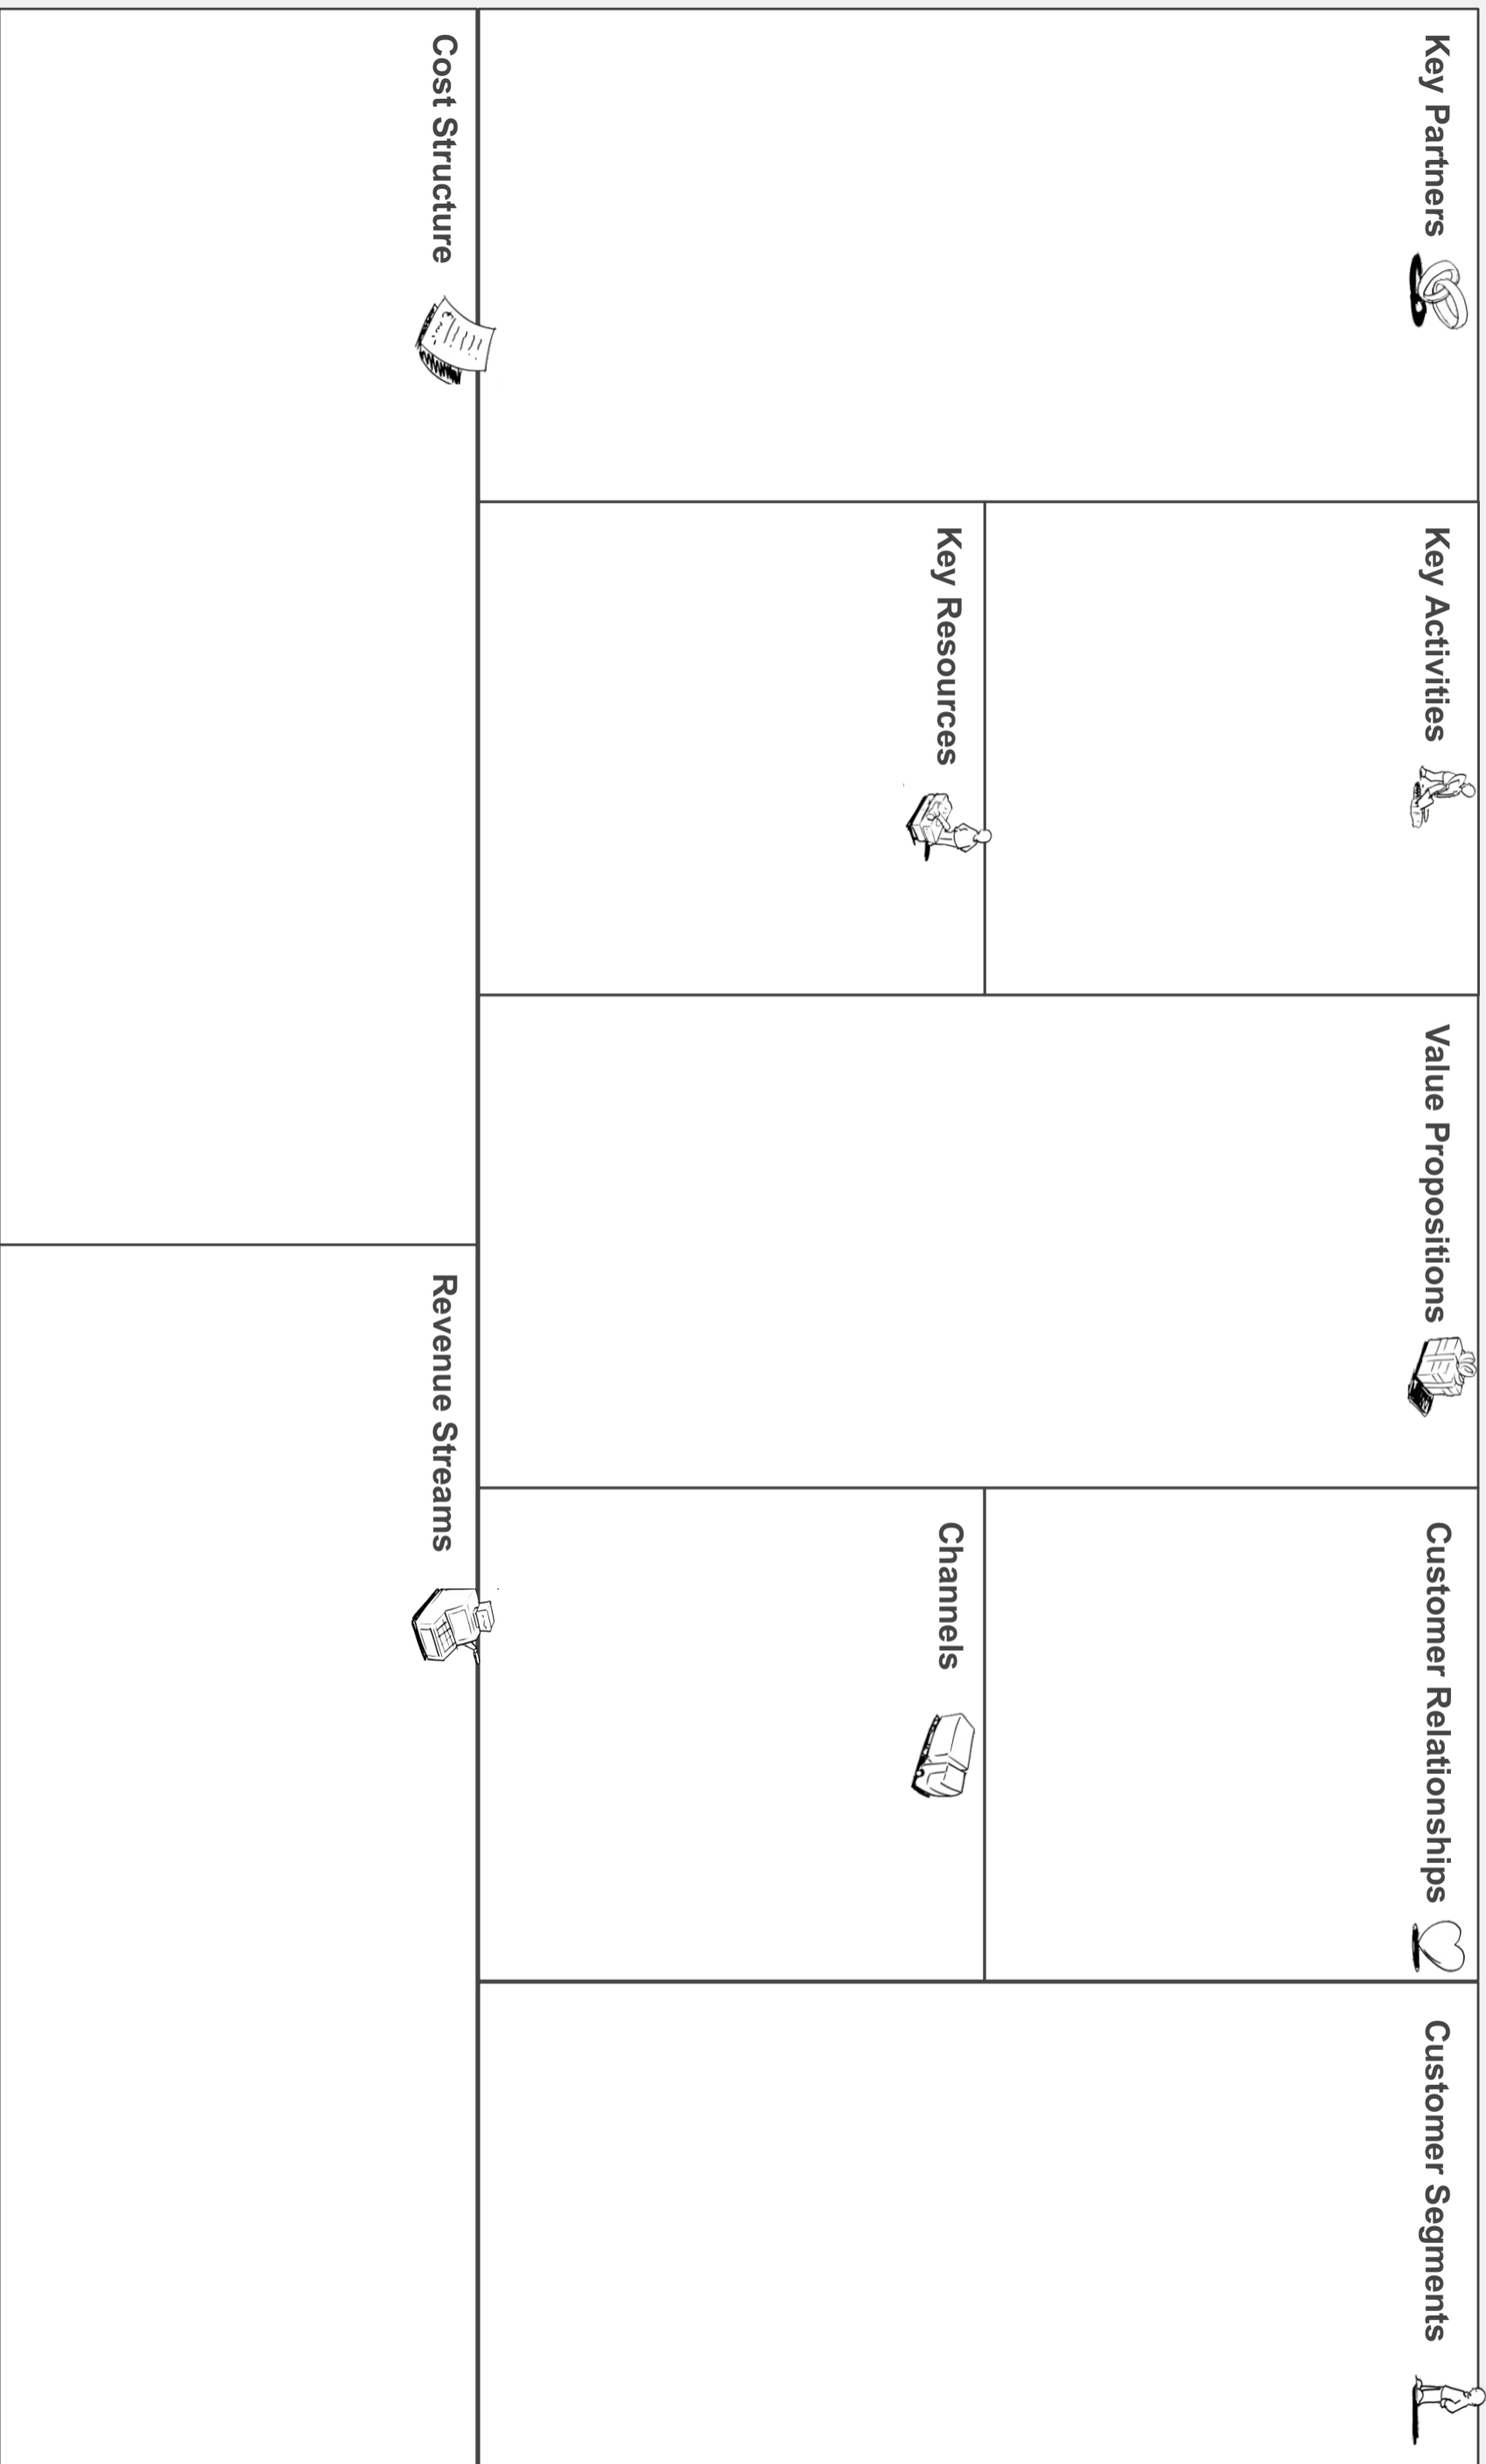 Key Partners
Key Activities
Key Resources
Value Propositions
Customer Relationships
Channels
Customer Segments
Cost Structure
Revenue Streams